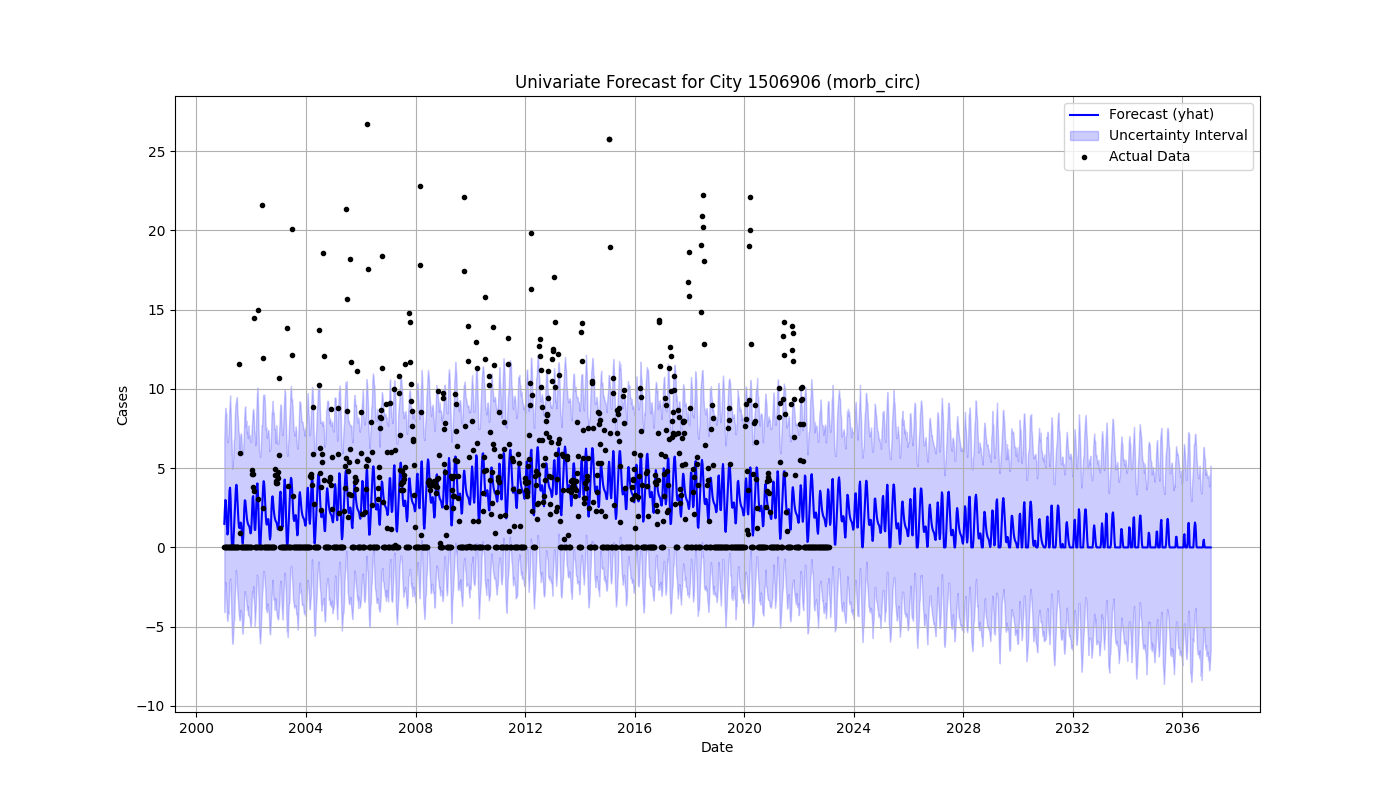 Univariate Forecast for City 1506906 (morb_circ)
Forecast (yhat)
Uncertainty Interval
Actual Data
Cases
25
20
15
10
5
0
−5
−10
2000 2004 2008 2012 2016 2020 2024 2028 2032 2036
Date